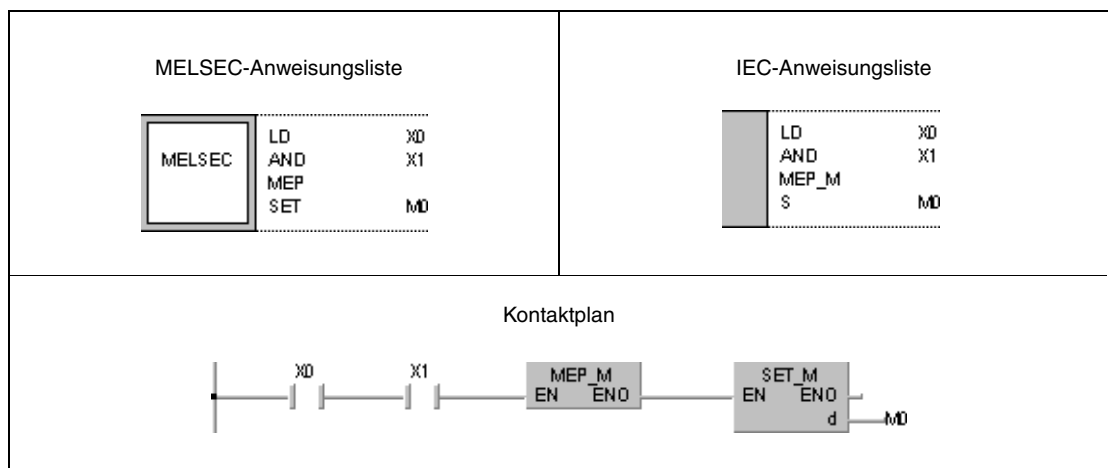 MELSEC-Anweisungsliste
MELSEC
LD X0
AND X1
MEP
SET M0
IEC-Anweisungsliste
LD X0
AND X1
MEP_M
S M0
Kontaktplan
X0 X1
MEP_M
EN ENO
SET_M
EN ENO
d M0